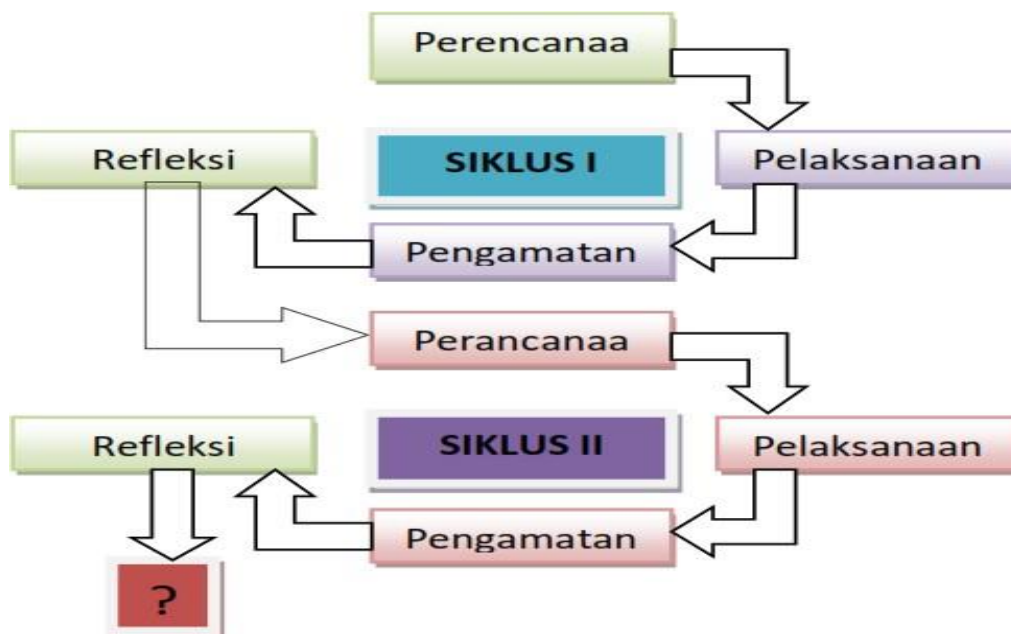 Perencanaa
Refleksi
SIKLUS I
Pelaksanaan
Pengamatan
Perancanaa
Refleksi
SIKLUS II
Pelaksanaan
Pengamatan
?